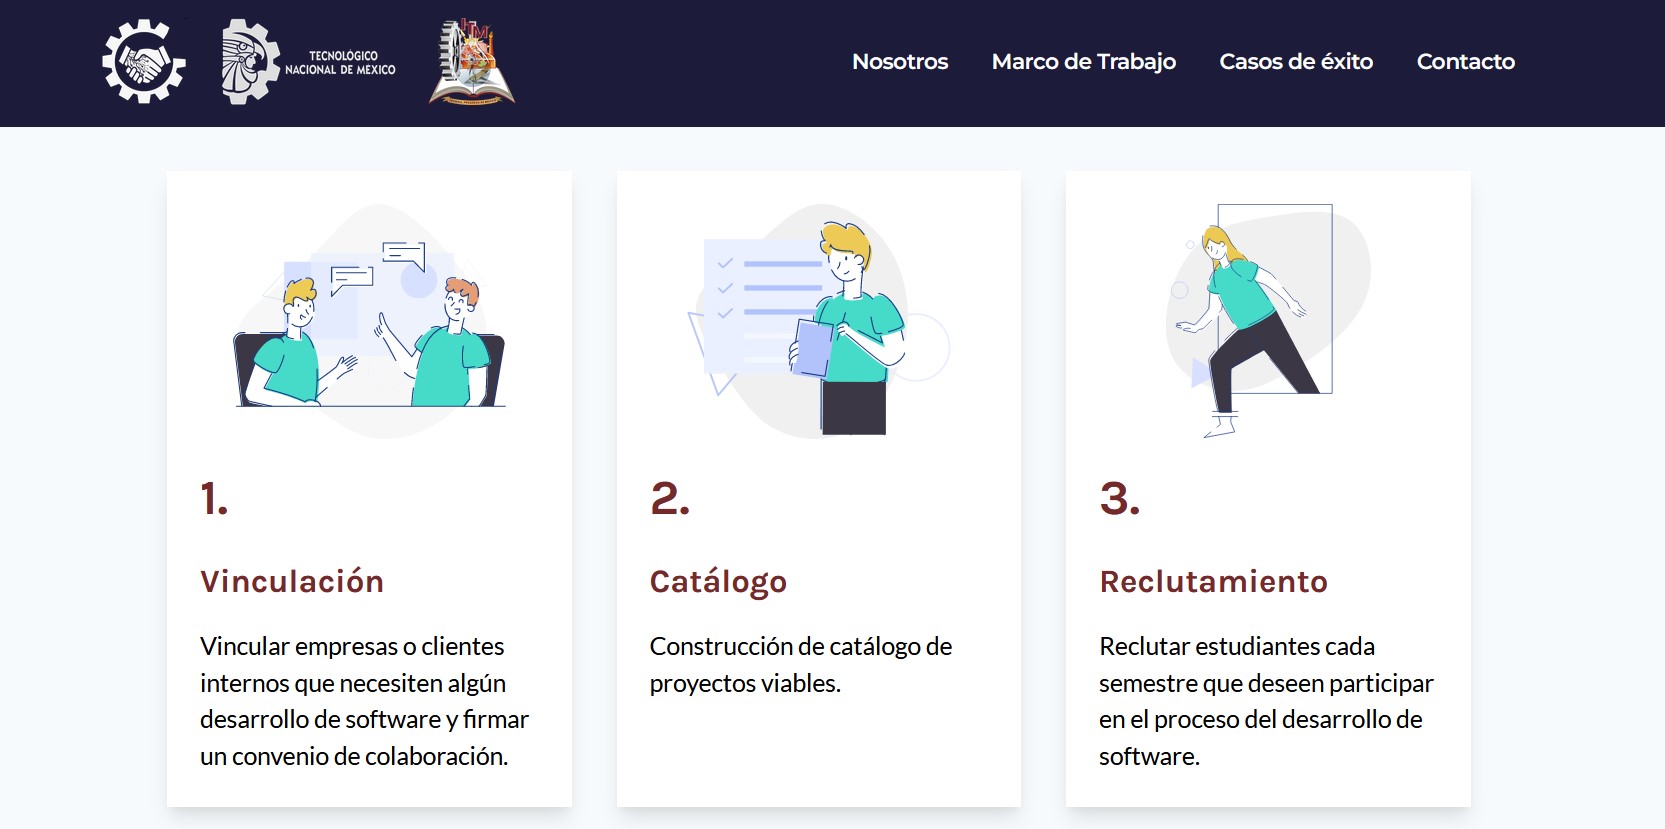 TECNOLÓGICO
NACIONAL DE MÉXICO
ITM
Nosotros
Marco de Trabajo
Casos de éxito
Contacto
1.
Vinculación
Vincular empresas o clientes
internos que necesiten algún
desarrollo de software y firmar
un convenio de colaboración.
2.
Catálogo
Construcción de catálogo de
proyectos viables.
3.
Reclutamiento
Reclutar estudiantes cada
semestre que deseen participar
en el proceso del desarrollo de
software.